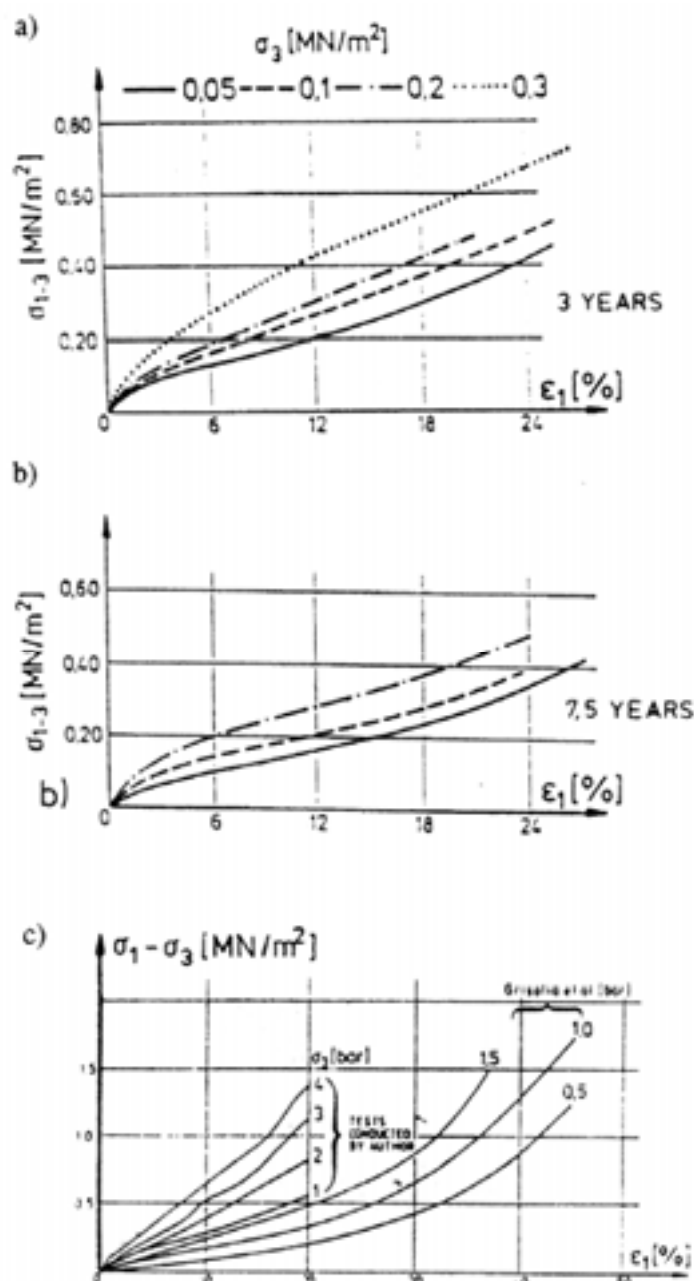 a)
σ₃ [MN/m²]
0,05 0,1 0,2 0,3
σ₁₋₃ [MN/m²]
0,80
0,50
0,40
0,20
3 YEARS
ε₁ [%]
0 6 12 18 24
b)
σ₁₋₃ [MN/m²]
0,60
0,40
0,20
7,5 YEARS
b)
ε₁ [%]
0 6 12 18 24
c)
σ₁ - σ₃ [MN/m²]
Grisolia et al [bar]
1.0
1.5
0,5
σ₃ [bar]
4
3
2
1
TESTS
CONDUCTED
BY AUTHOR
1.5
1.0
ε₁ [%]